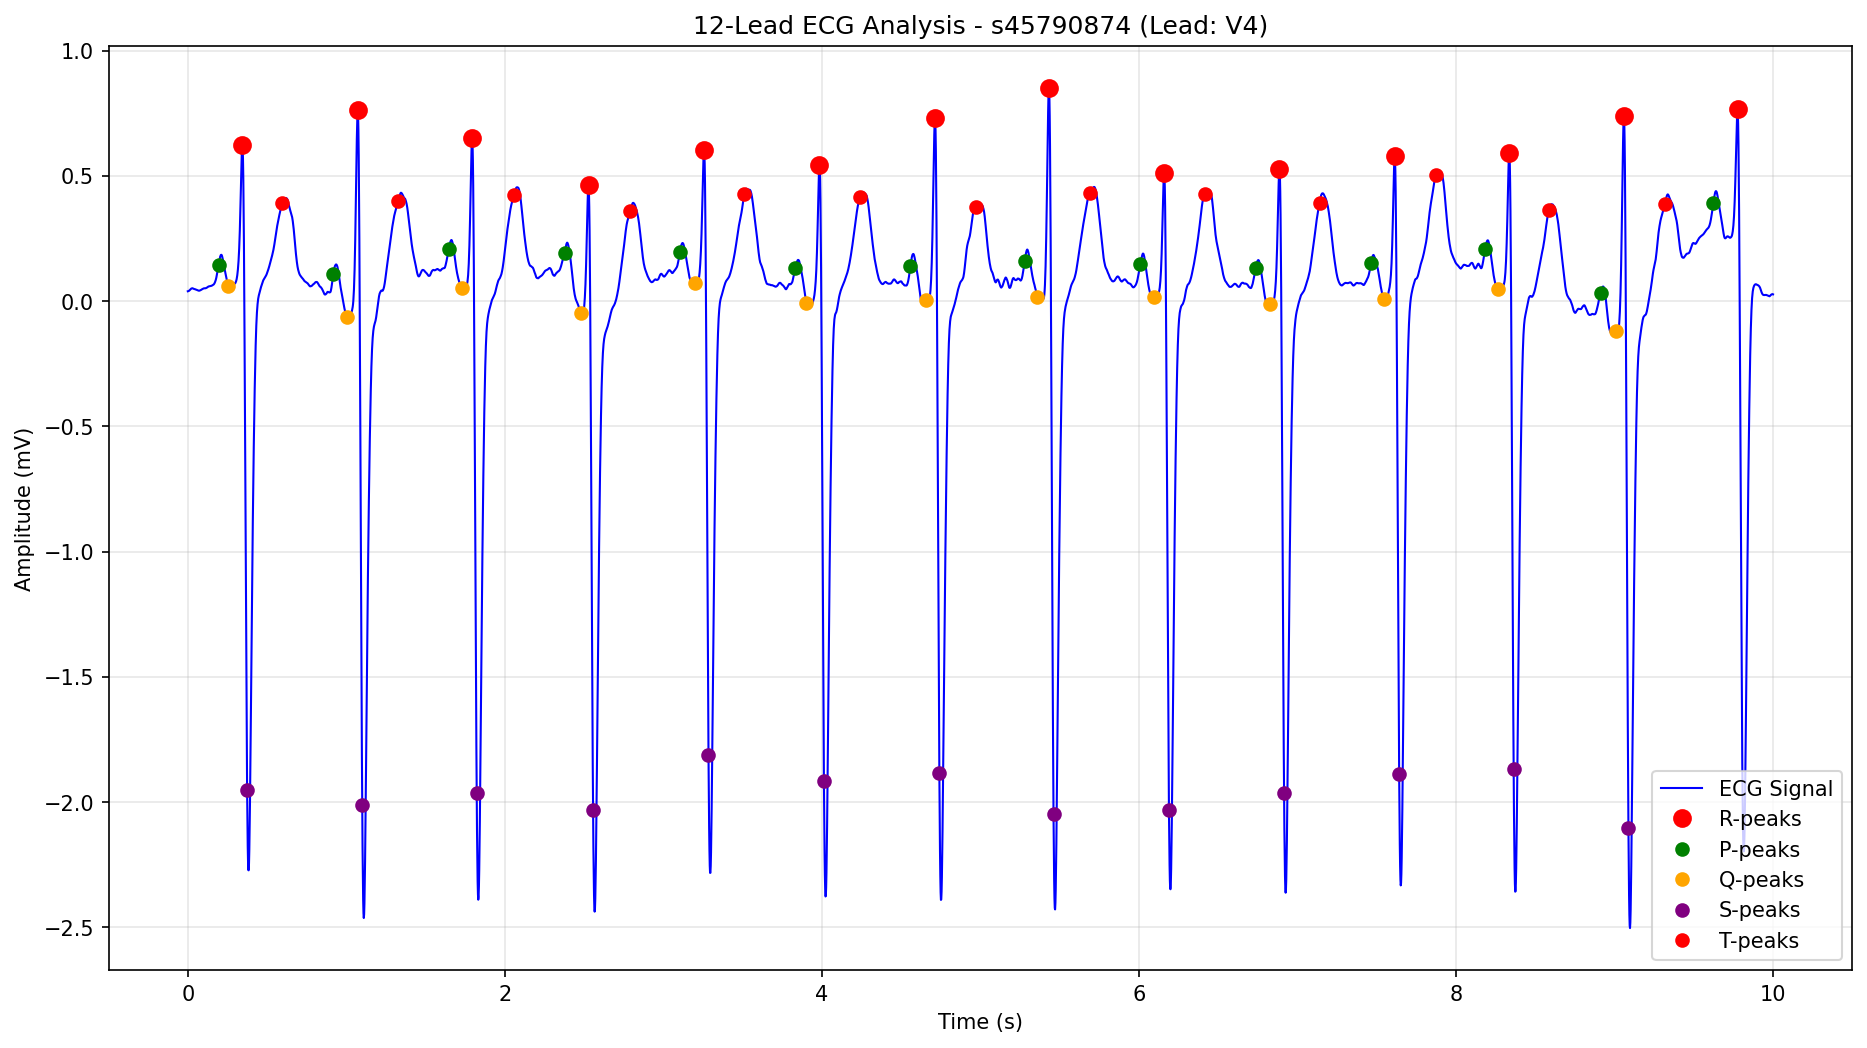 12-Lead ECG Analysis - s45790874 (Lead: V4)
Amplitude (mV)
1.0
0.5
0.0
−0.5
−1.0
−1.5
−2.0
−2.5
0 2 4 6 8 10
Time (s)
ECG Signal
R-peaks
P-peaks
Q-peaks
S-peaks
T-peaks